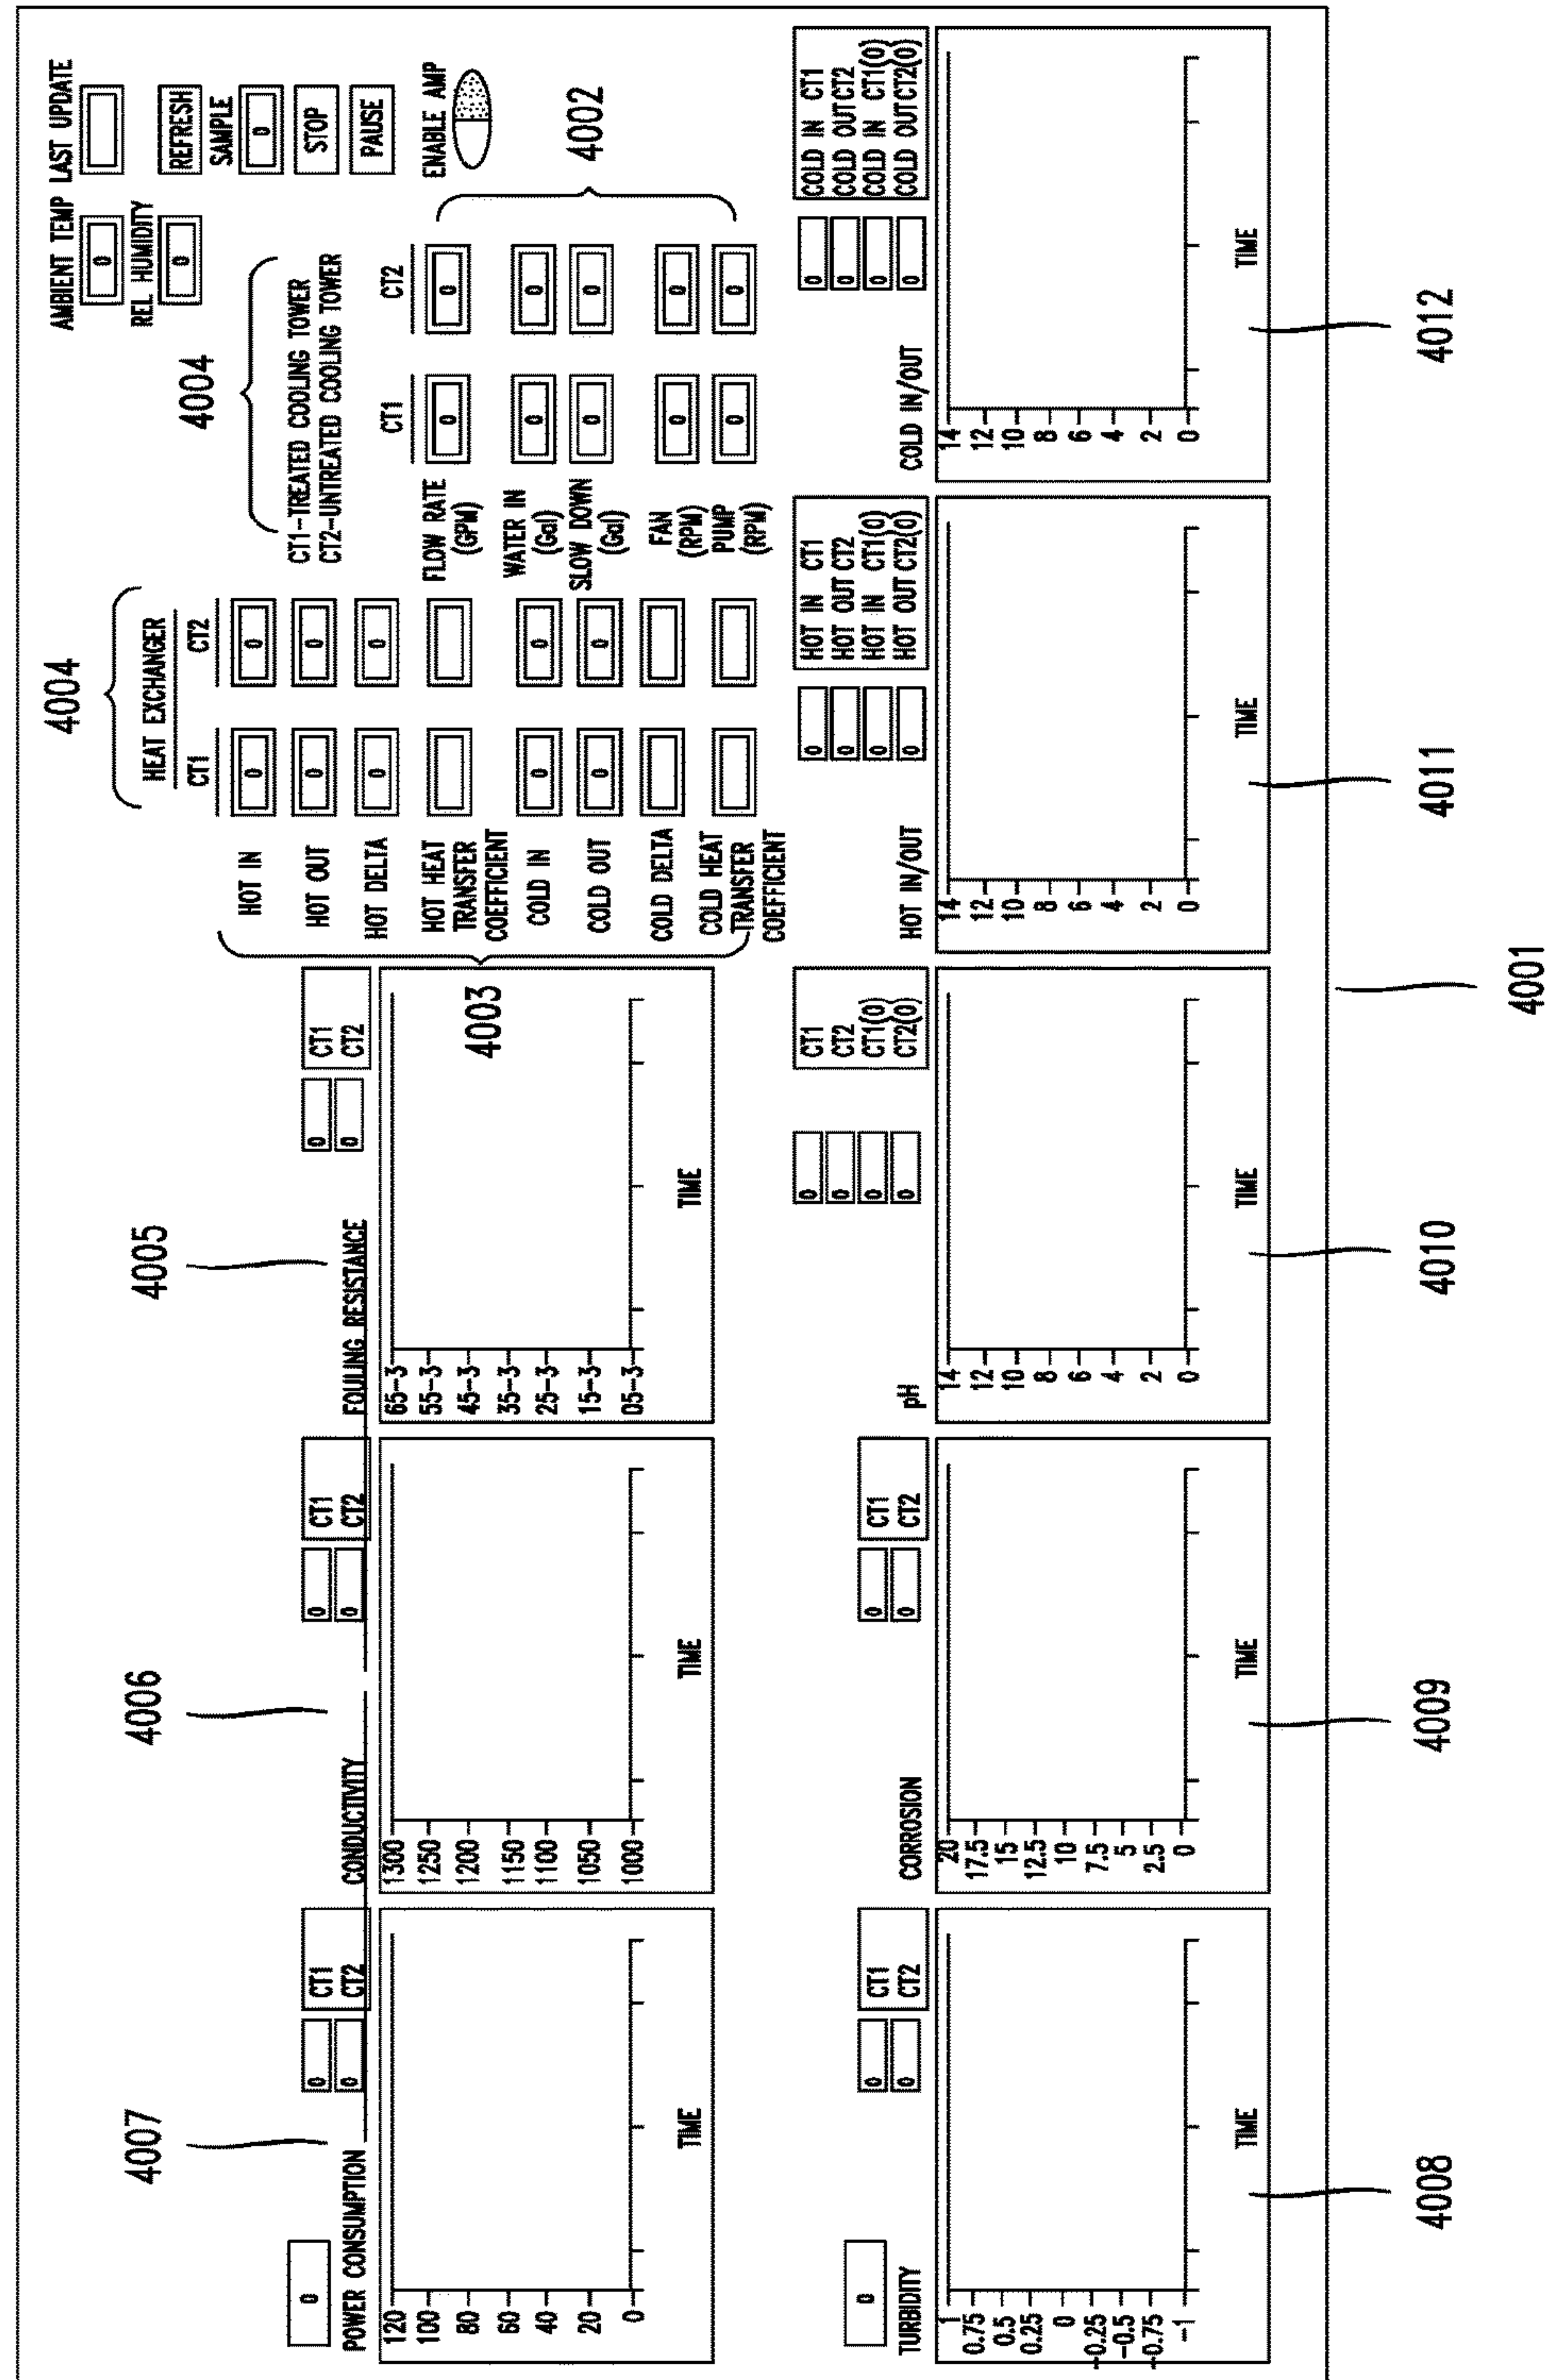 4007
4006
4005
4004
4004
AMBIENT TEMP
0
LAST UPDATE
REL HUMIDITY
0
REFRESH
SAMPLE
0
STOP
PAUSE
ENABLE AMP
CT1-TREATED COOLING TOWER
CT2-UNTREATED COOLING TOWER
HEAT EXCHANGER
CT1 CT2
HOT IN 0 0
HOT OUT 0 0
HOT DELTA 0 0
HOT HEAT
TRANSFER
COEFFICIENT
COLD IN 0 0
COLD OUT 0 0
COLD DELTA
COLD HEAT
TRANSFER
COEFFICIENT
4003
CT1 CT2
FLOW RATE
(GPM) 0 0
WATER IN
(Gal) 0 0
SLOW DOWN
(Gal) 0 0
FAN
(RPM) 0 0
PUMP
(RPM) 0 0
4002
0
POWER CONSUMPTION
0 CT1
0 CT2
120
100
80
60
40
20
0
TIME
CONDUCTIVITY
0 CT1
0 CT2
1300
1250
1200
1150
1100
1050
1000
TIME
FOULING RESISTANCE
0 CT1
0 CT2
65-3
55-3
45-3
35-3
25-3
15-3
05-3
TIME
0
TURBIDITY
0 CT1
0 CT2
1
0.75
0.5
0.25
0
-0.25
-0.5
-0.75
-1
TIME
CORROSION
0 CT1
0 CT2
20
17.5
15
12.5
10
7.5
5
2.5
0
TIME
pH
0 CT1
0 CT2
0 CT1(0)
0 CT2(0)
14
12
10
8
6
4
2
0
TIME
HOT IN/OUT
0 HOT IN CT1
0 HOT OUT CT2
0 HOT IN CT1(0)
0 HOT OUT CT2(0)
14
12
10
8
6
4
2
0
TIME
COLD IN/OUT
0 COLD IN CT1
0 COLD OUT CT2
0 COLD IN CT1(0)
0 COLD OUT CT2(0)
14
12
10
8
6
4
2
0
TIME
4008
4009
4010
4001
4011
4012